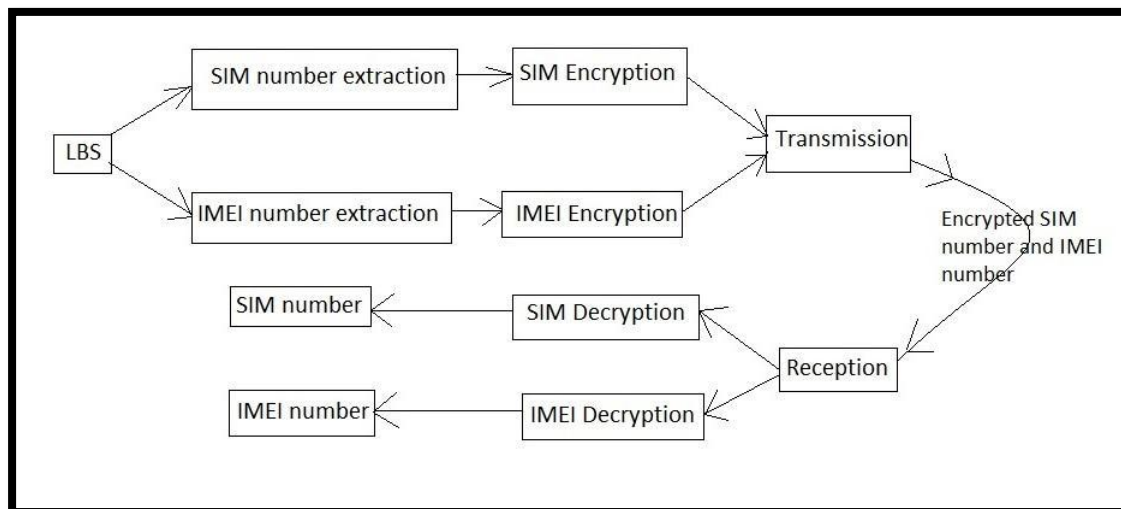 SIM number extraction
SIM Encryption
LBS
Transmission
IMEI number extraction
IMEI Encryption
Encrypted SIM
number and IMEI
number
SIM number
SIM Decryption
Reception
IMEI number
IMEI Decryption